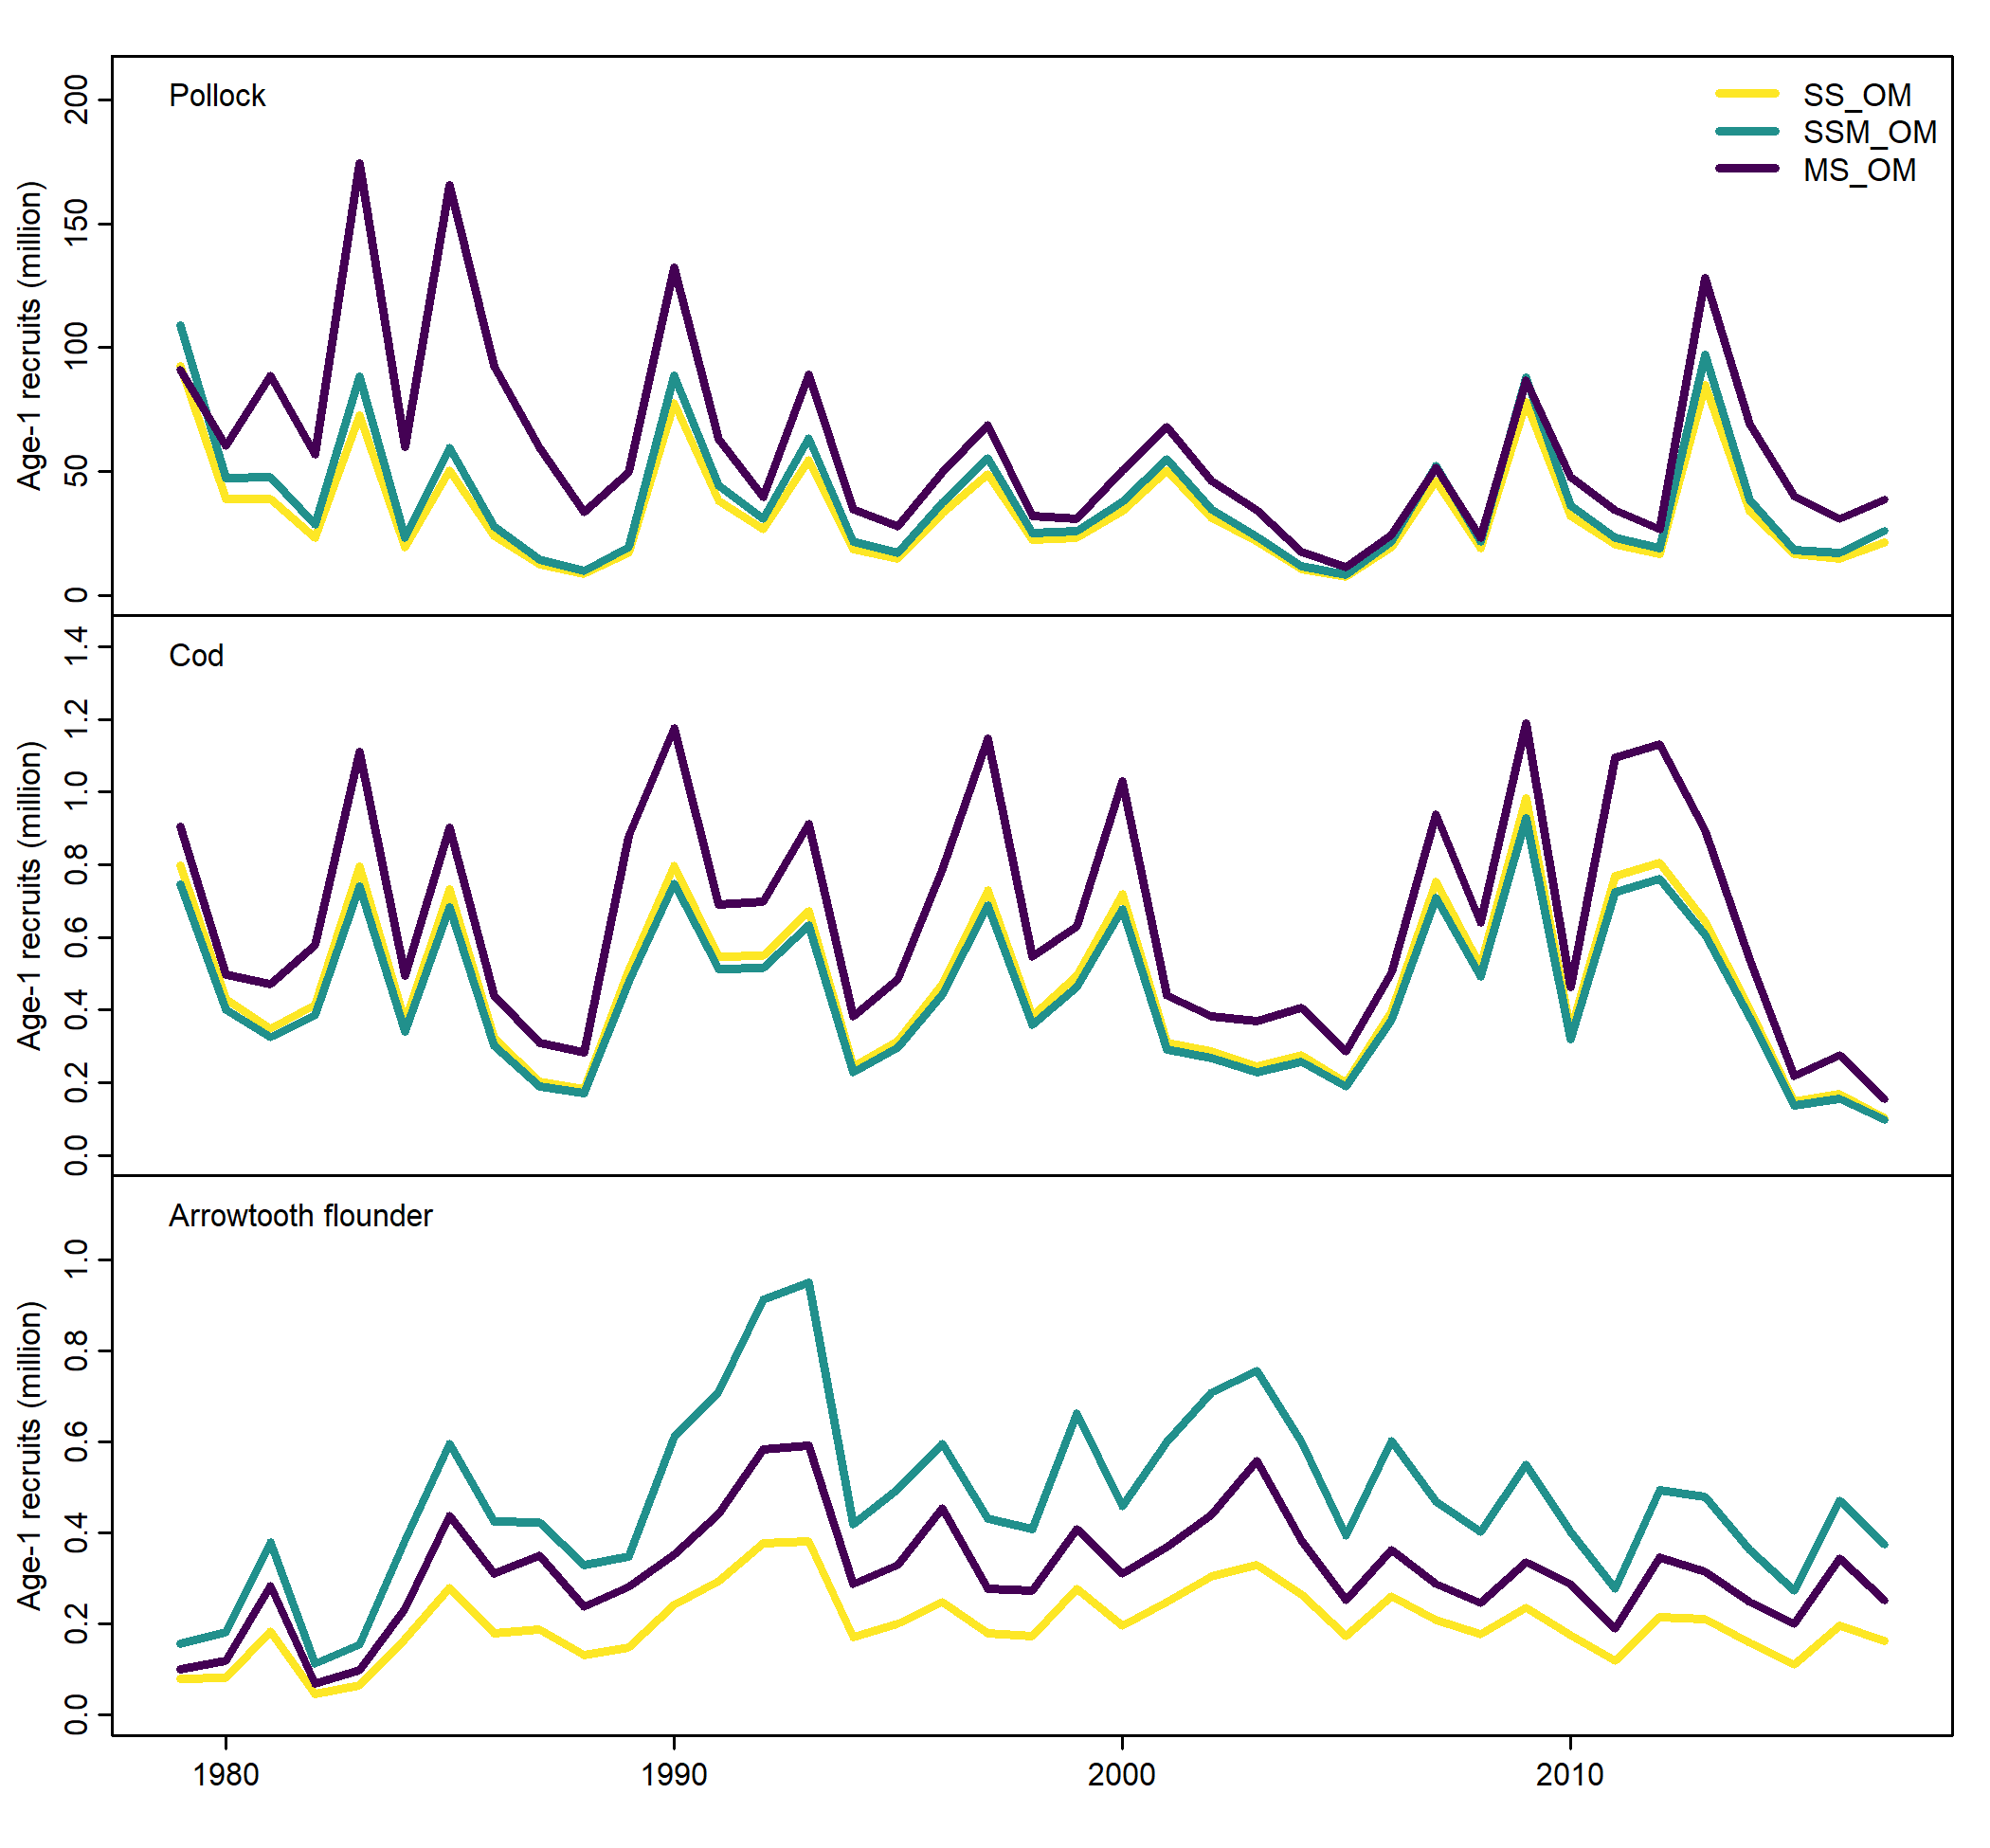 Pollock
SS_OM
SSM_OM
MS_OM
Age-1 recruits (million)
200
150
100
50
0
Cod
Age-1 recruits (million)
1.4
1.2
1.0
0.8
0.6
0.4
0.2
0.0
Arrowtooth flounder
Age-1 recruits (million)
1.0
0.8
0.6
0.4
0.2
0.0
1980 1990 2000 2010